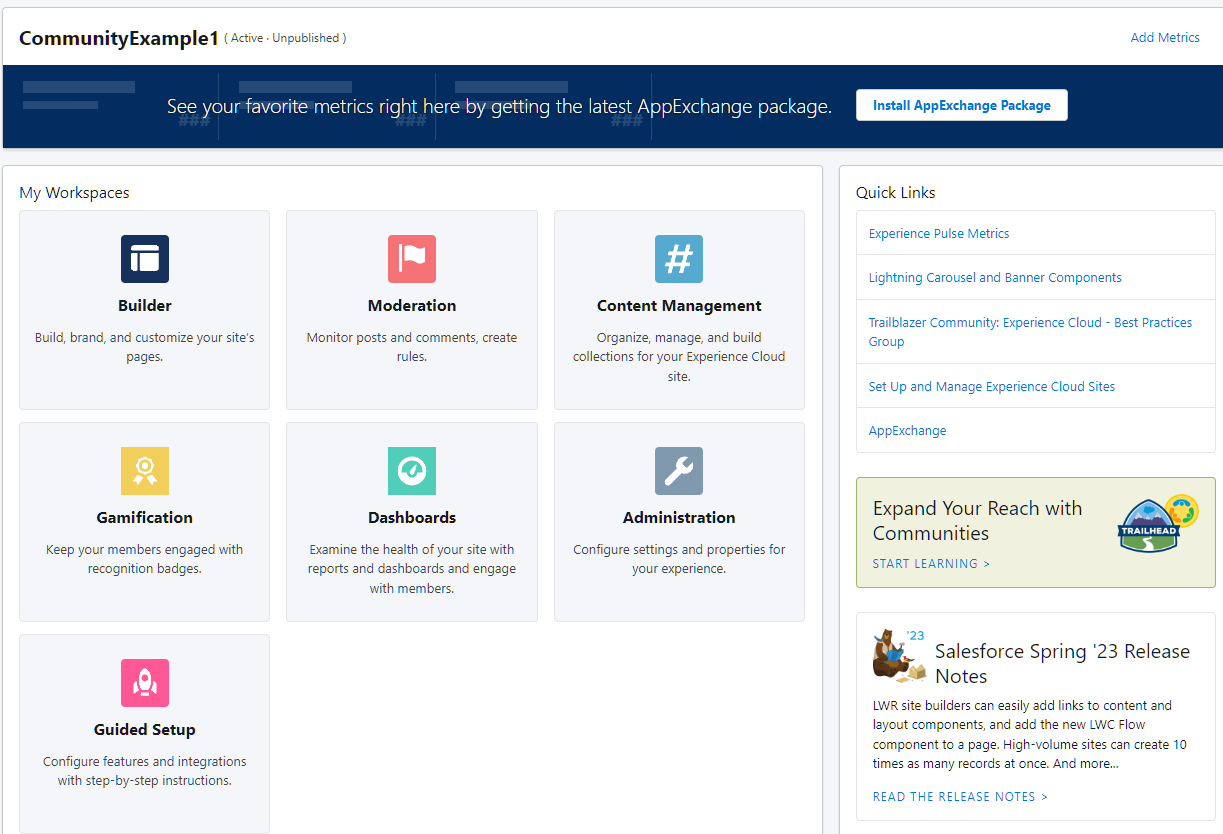 CommunityExample1 ( Active · Unpublished )
Add Metrics
See your favorite metrics right here by getting the latest AppExchange package.
Install AppExchange Package
###
###
###
My Workspaces
Builder
Build, brand, and customize your site's
pages.
Moderation
Monitor posts and comments, create
rules.
#
Content Management
Organize, manage, and build
collections for your Experience Cloud
site.
Gamification
Keep your members engaged with
recognition badges.
Dashboards
Examine the health of your site with
reports and dashboards and engage
with members.
Administration
Configure settings and properties for
your experience.
Guided Setup
Configure features and integrations
with step-by-step instructions.
Quick Links
Experience Pulse Metrics
Lightning Carousel and Banner Components
Trailblazer Community: Experience Cloud - Best Practices
Group
Set Up and Manage Experience Cloud Sites
AppExchange
Expand Your Reach with
Communities
START LEARNING >
TRAILHEAD
'23
Salesforce Spring '23 Release
Notes
LWR site builders can easily add links to content and
layout components, and add the new LWC Flow
component to a page. High-volume sites can create 10
times as many records at once. And more...
READ THE RELEASE NOTES >